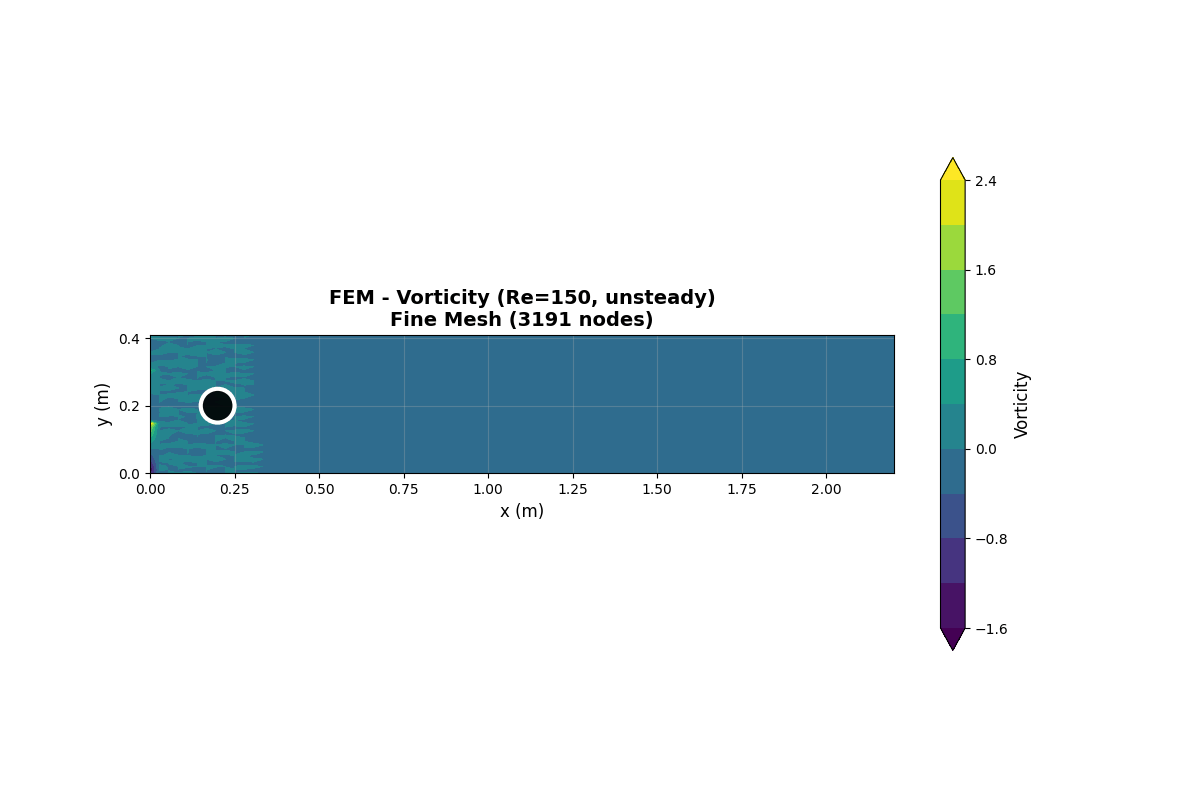 FEM - Vorticity (Re=150, unsteady)
Fine Mesh (3191 nodes)
y (m)
0.4
0.2
0.0
0.00 0.25 0.50 0.75 1.00 1.25 1.50 1.75 2.00
x (m)
2.4
1.6
0.8
0.0
−0.8
−1.6
Vorticity